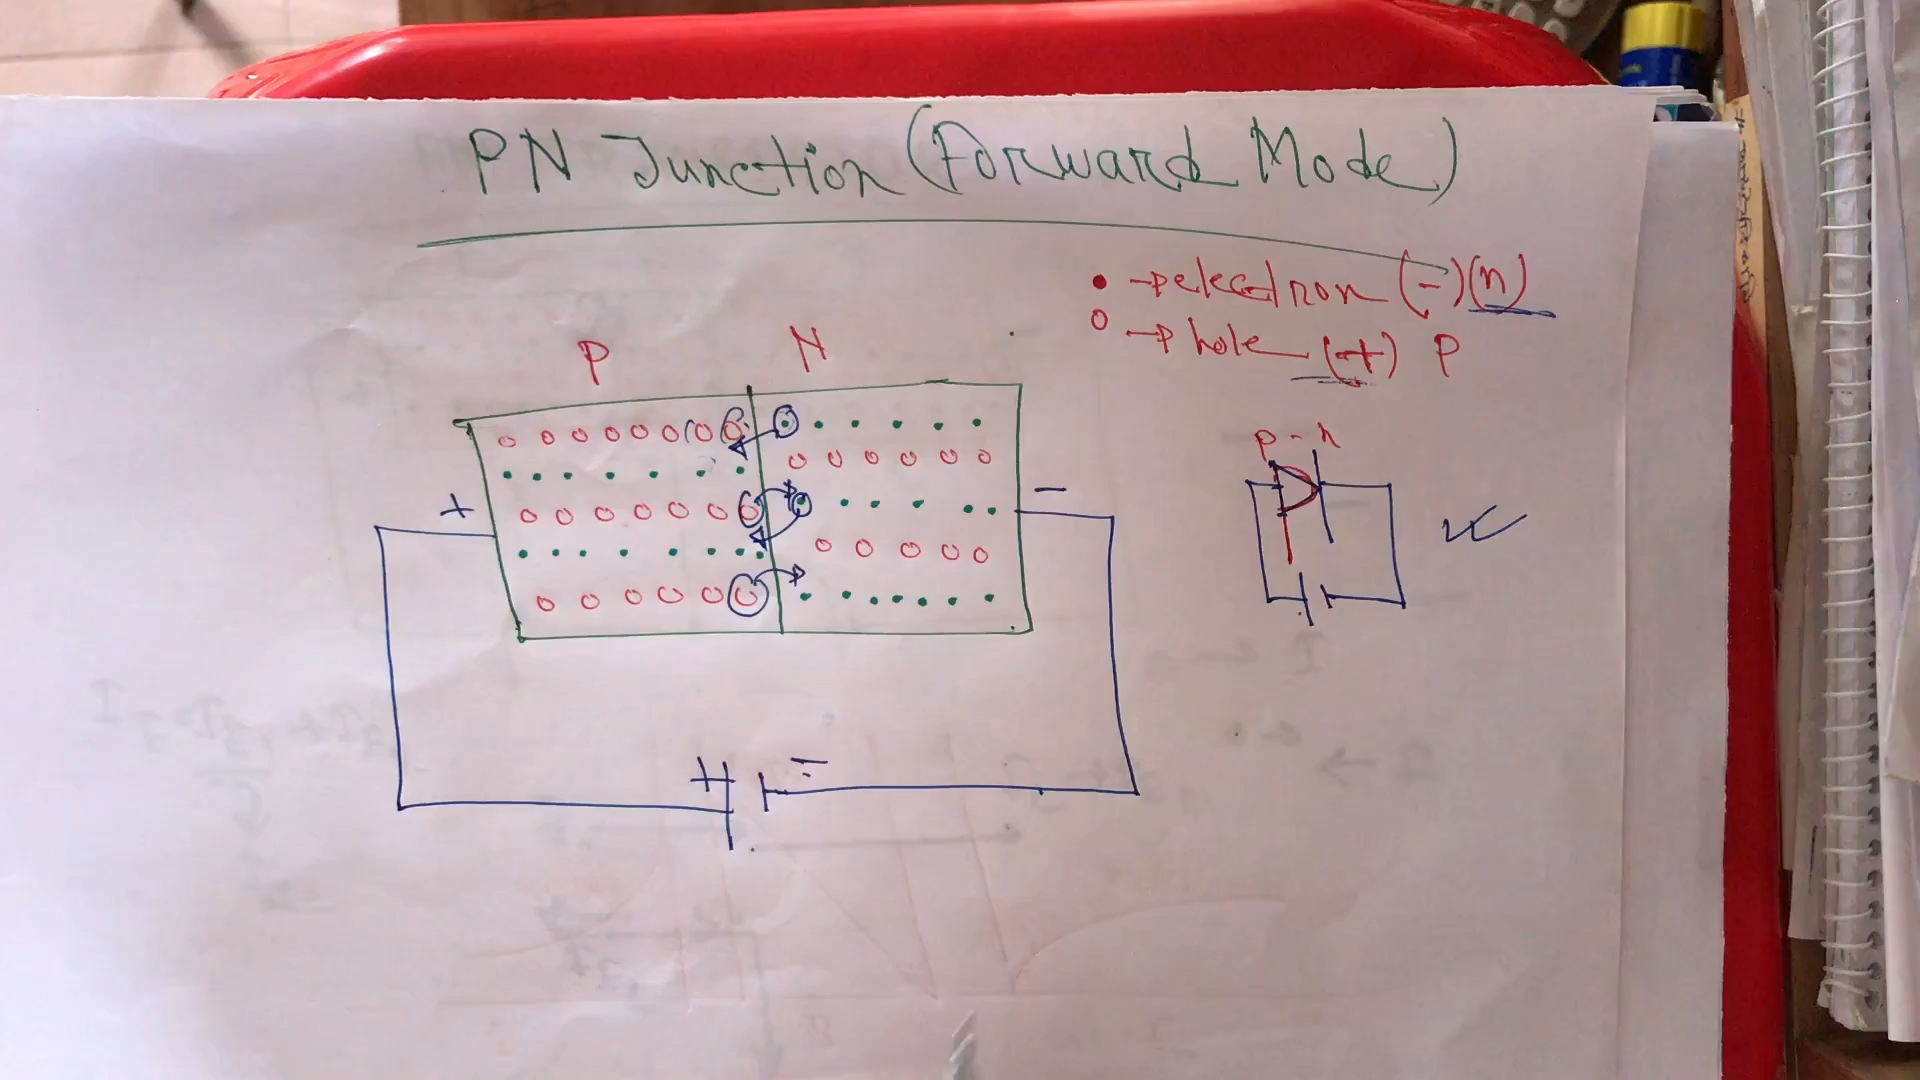 PN Junction (Forward Mode)
• → electron (-) (n)
o → hole (+) P
P N
p - n
+ -
+ -